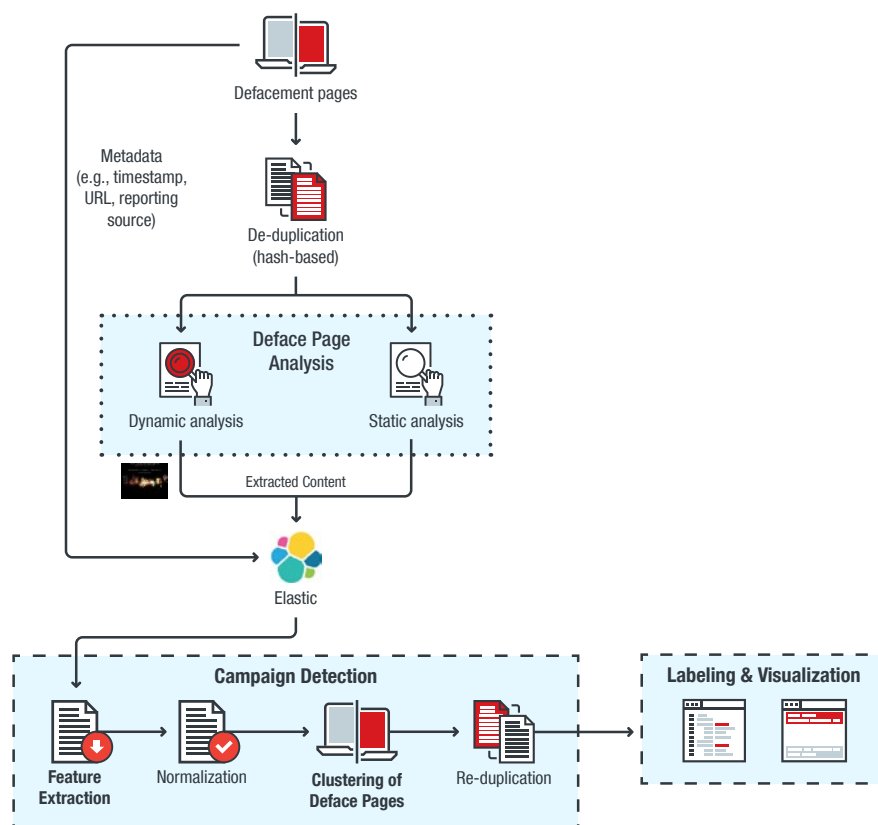 Defacement pages
Metadata
(e.g., timestamp,
URL, reporting
source)
De-duplication
(hash-based)
Deface Page
Analysis
Dynamic analysis
Static analysis
Extracted Content
Elastic
Campaign Detection
Feature
Extraction
Normalization
Clustering of
Deface Pages
Re-duplication
Labeling & Visualization